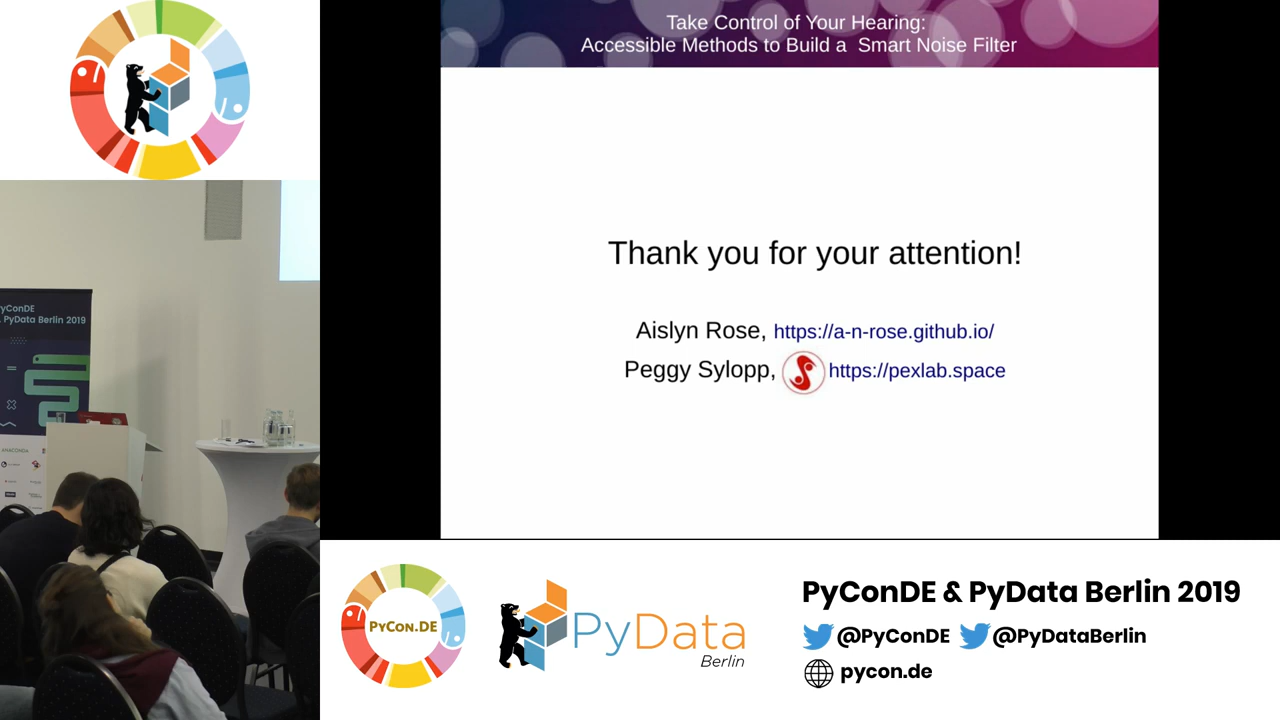 Take Control of Your Hearing:
Accessible Methods to Build a Smart Noise Filter
Thank you for your attention!
Aislyn Rose, https://a-n-rose.github.io/
Peggy Sylopp, https://pexlab.space
yConDE
PyData Berlin 2019
PYCON.DE
PyData
Berlin
PyConDE & PyData Berlin 2019
@PyConDE @PyDataBerlin
pycon.de